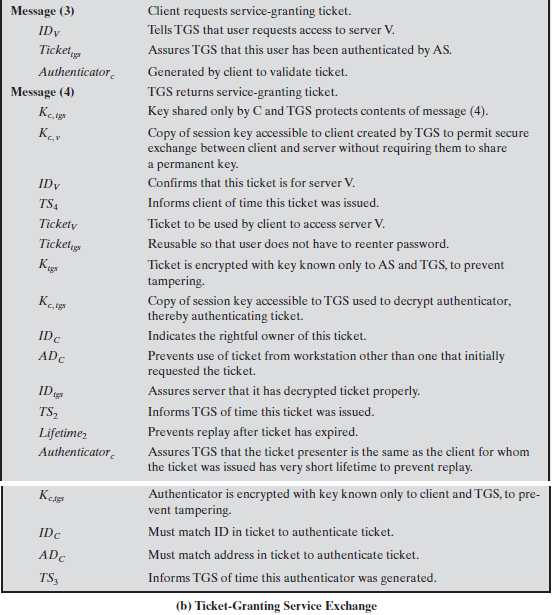 Message (3) Client requests service-granting ticket.
ID_V Tells TGS that user requests access to server V.
Ticket_tgs Assures TGS that this user has been authenticated by AS.
Authenticator_c Generated by client to validate ticket.
Message (4) TGS returns service-granting ticket.
K_c, tgs Key shared only by C and TGS protects contents of message (4).
K_c, v Copy of session key accessible to client created by TGS to permit secure
exchange between client and server without requiring them to share
a permanent key.
ID_V Confirms that this ticket is for server V.
TS_4 Informs client of time this ticket was issued.
Ticket_V Ticket to be used by client to access server V.
Ticket_tgs Reusable so that user does not have to reenter password.
K_tgs Ticket is encrypted with key known only to AS and TGS, to prevent
tampering.
K_c, tgs Copy of session key accessible to TGS used to decrypt authenticator,
thereby authenticating ticket.
ID_C Indicates the rightful owner of this ticket.
AD_C Prevents use of ticket from workstation other than one that initially
requested the ticket.
ID_tgs Assures server that it has decrypted ticket properly.
TS_2 Informs TGS of time this ticket was issued.
Lifetime_2 Prevents replay after ticket has expired.
Authenticator_c Assures TGS that the ticket presenter is the same as the client for whom
the ticket was issued has very short lifetime to prevent replay.
K_c,tgs Authenticator is encrypted with key known only to client and TGS, to pre-
vent tampering.
ID_C Must match ID in ticket to authenticate ticket.
AD_C Must match address in ticket to authenticate ticket.
TS_3 Informs TGS of time this authenticator was generated.
(b) Ticket-Granting Service Exchange